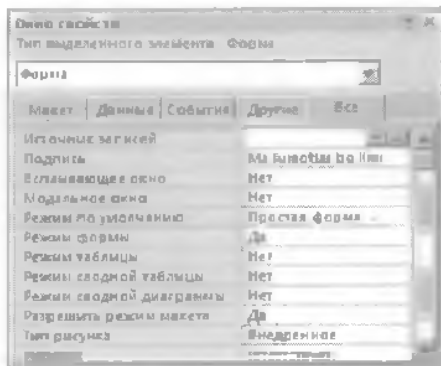 Окно свойств
Тип выделенного элемента Форма
Форма
Макет Данные События Другие Все
Источник записей
Подпись
Всплывающее окно Нет
Модальное окно Нет
Режим по умолчанию Простая форма
Режим формы Да
Режим таблицы Нет
Режим сводной таблицы Нет
Режим сводной диаграммы Нет
Разрешить режим макета Да
Тип рисунка Внедренное